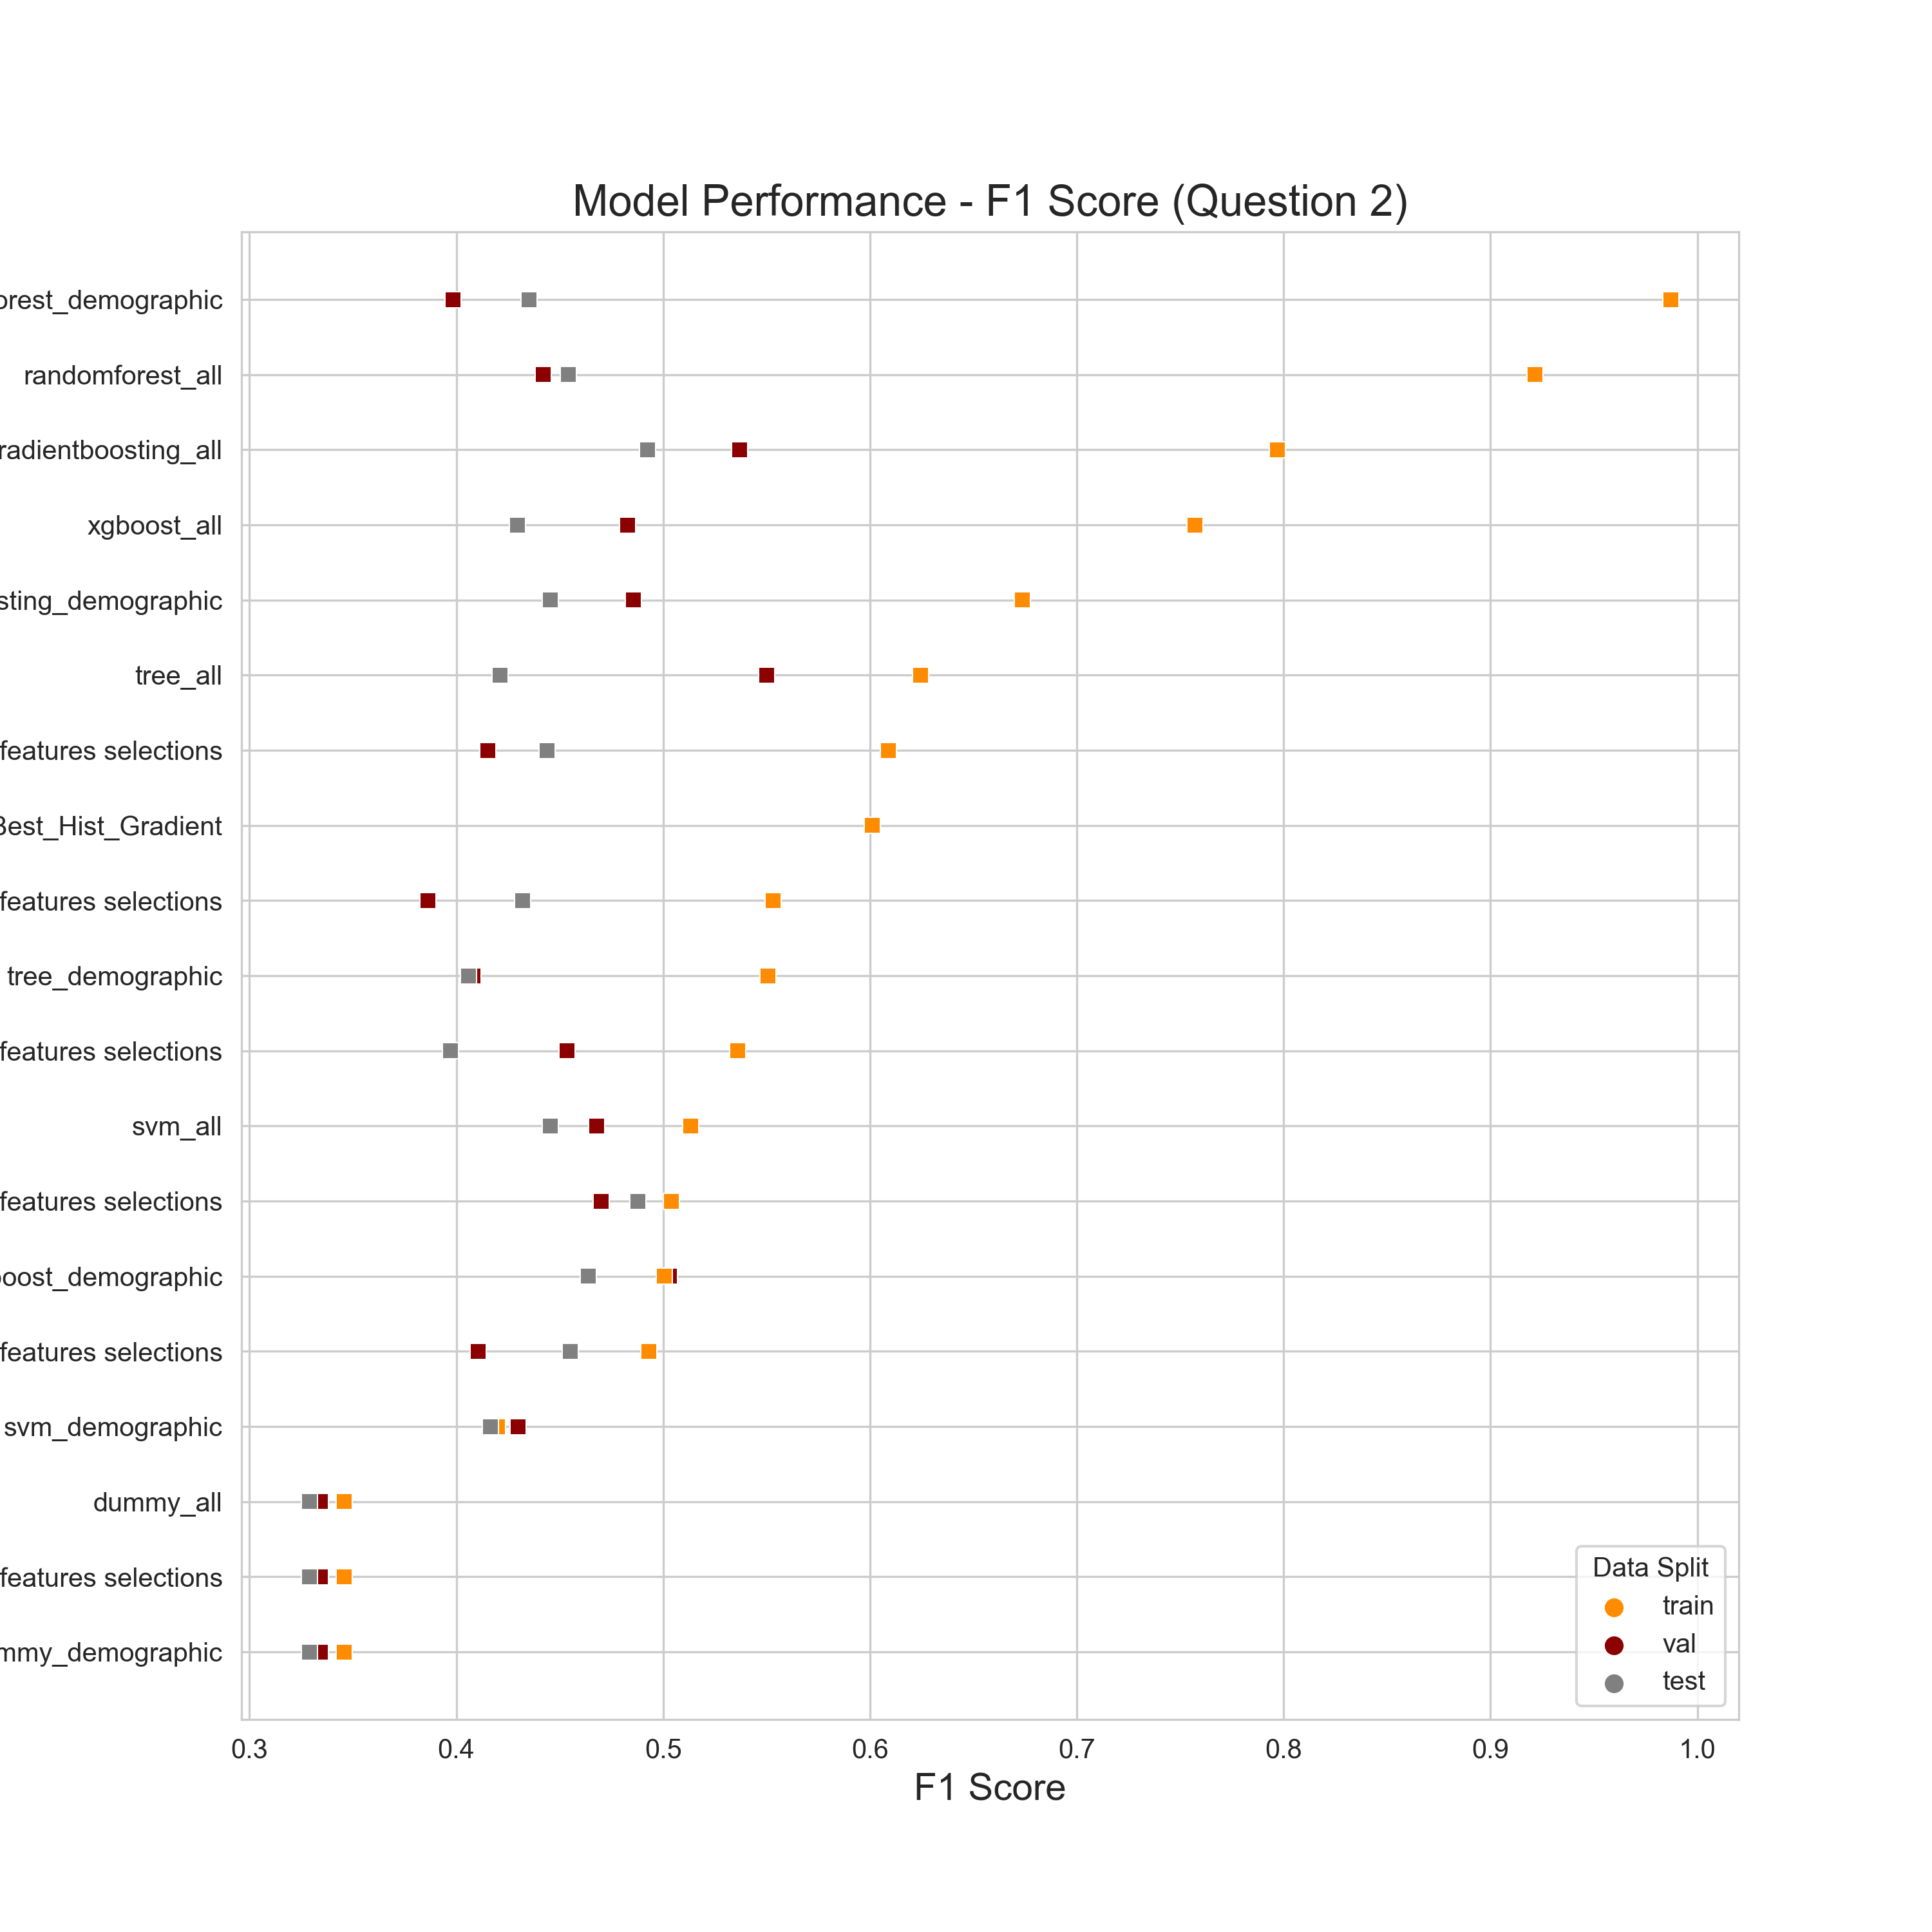 Model Performance - F1 Score (Question 2)
orest_demographic
randomforest_all
radientboosting_all
xgboost_all
sting_demographic
tree_all
features selections
Best_Hist_Gradient
features selections
tree_demographic
features selections
svm_all
features selections
oost_demographic
features selections
svm_demographic
dummy_all
features selections
mmy_demographic
Data Split
train
val
test
0.3 0.4 0.5 0.6 0.7 0.8 0.9 1.0
F1 Score